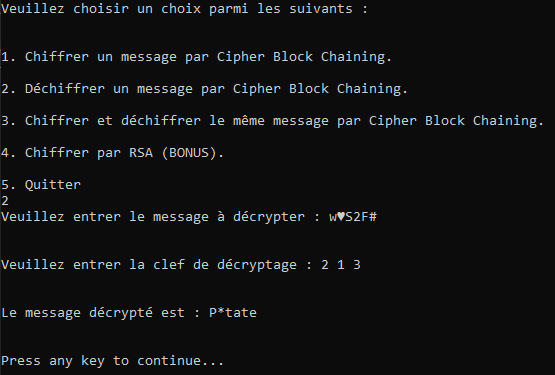 Veuillez choisir un choix parmi les suivants :
1. Chiffrer un message par Cipher Block Chaining.
2. Déchiffrer un message par Cipher Block Chaining.
3. Chiffrer et déchiffrer le même message par Cipher Block Chaining.
4. Chiffrer par RSA (BONUS).
5. Quitter
2
Veuillez entrer le message à décrypter : w♥S2F#
Veuillez entrer la clef de décryptage : 2 1 3
Le message décrypté est : P*tate
Press any key to continue...